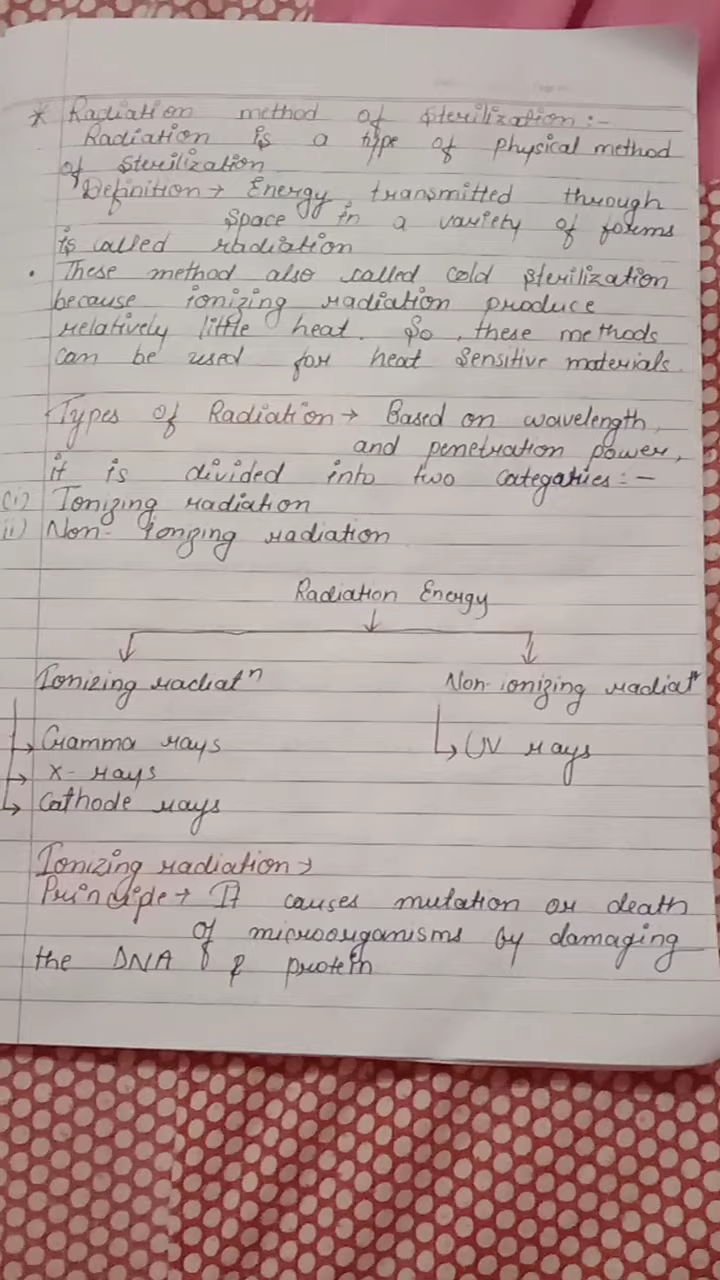 * Radiation method of sterilization :-
Radiation is a type of physical method
of sterilization
Definition → Energy transmitted through
space in a variety of forms
is called radiation
• These method also called cold sterilization
because ionizing radiation produce
relatively little heat. So, these methods
can be used for heat sensitive materials
Types of Radiation → Based on wavelength,
and penetration power,
it is divided into two categaries :-
(i) Ionizing radiation
ii) Non-ionging radiation
Radiation Energy
Ionizing radiatn Non-ionizing radiatn
Gramma rays UV rays
X-rays
Cathode rays
Ionizing radiation →
Principe → It causes mutation or death
of microorganisms by damaging
the DNA & protein